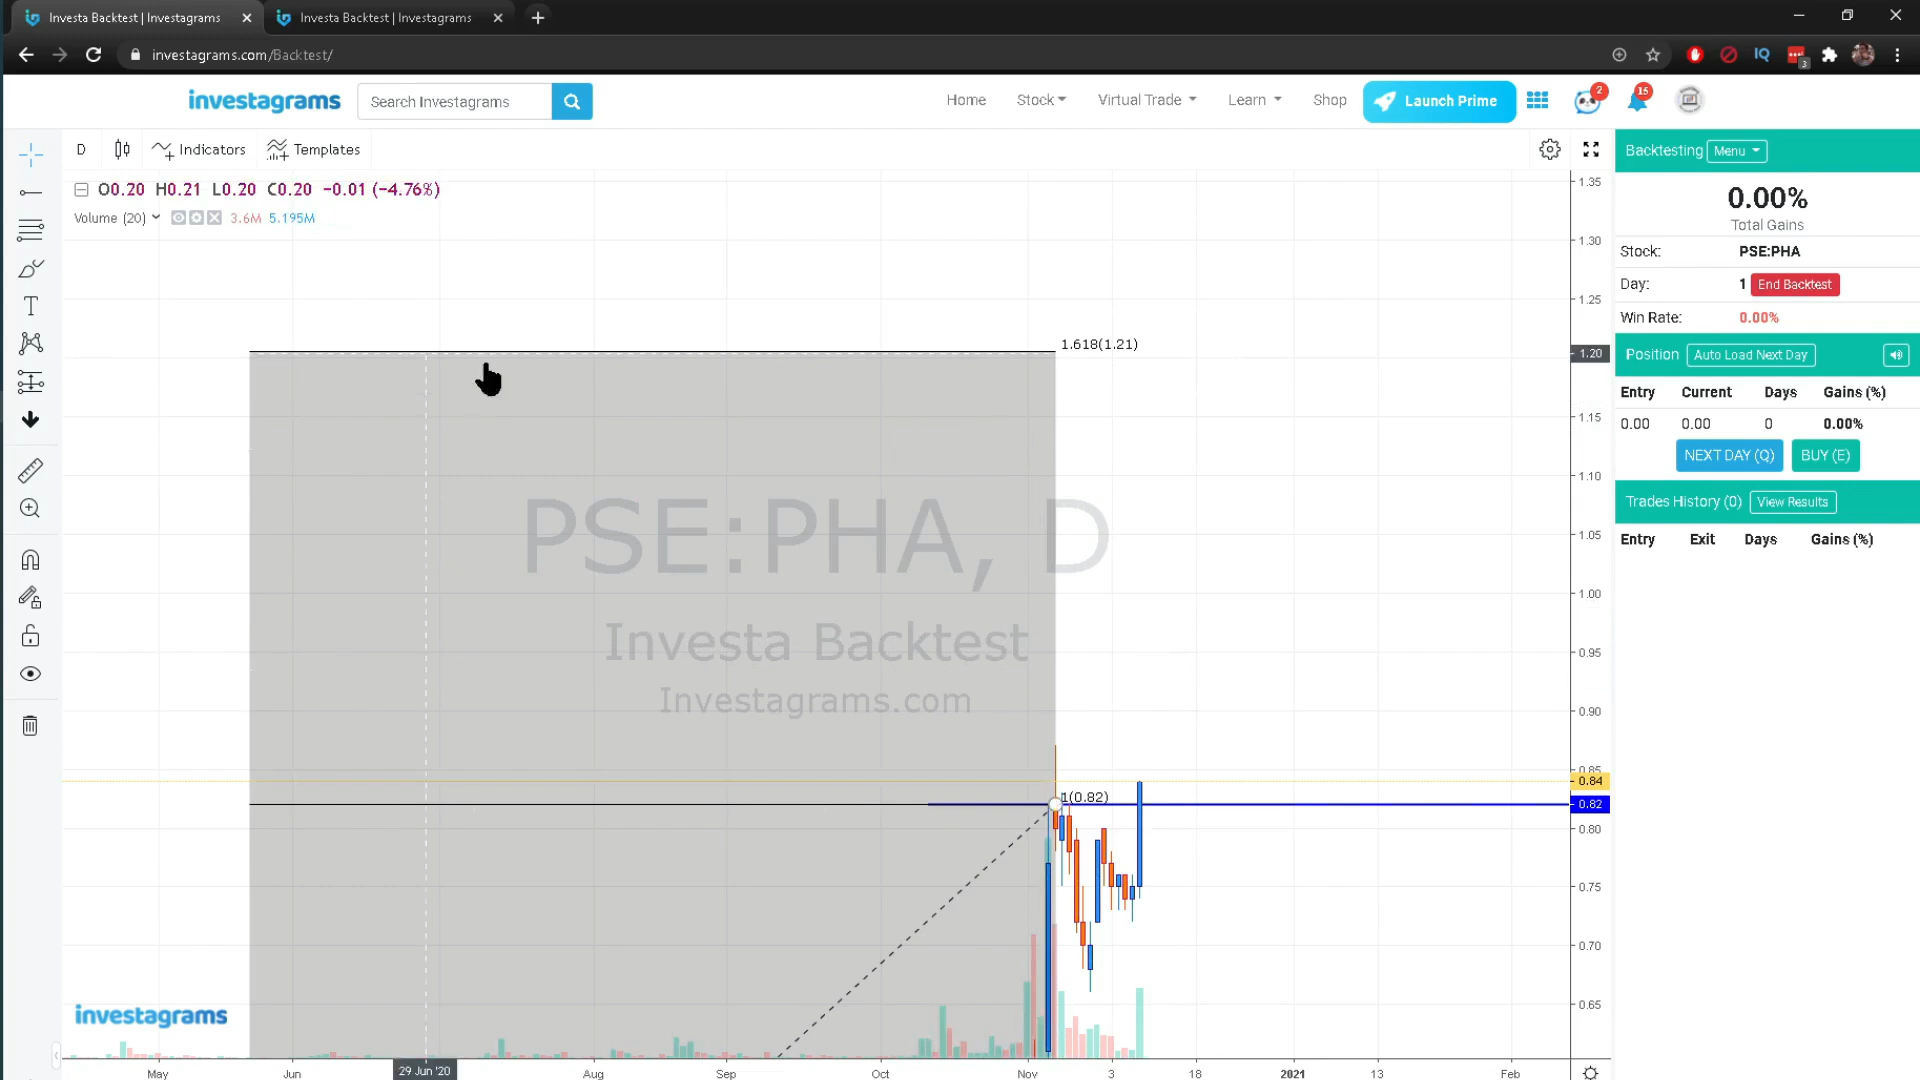 Investa Backtest | Investagrams
Investa Backtest | Investagrams
investagrams.com/Backtest/
3
investagrams
Search Investagrams
Home
Stock
Virtual Trade
Learn
Shop
Launch Prime
2
15
D
Indicators
Templates
O0.20 H0.21 L0.20 C0.20 −0.01 (−4.76%)
Volume (20) 3.6M 5.195M
1.618(1.21)
1(0.82)
PSE:PHA, D
Investa Backtest
Investagrams.com
investagrams
1.35
1.30
1.25
1.20
1.15
1.10
1.05
1.00
0.95
0.90
0.85
0.84
0.82
0.80
0.75
0.70
0.65
May
Jun
29 Jun '20
Aug
Sep
Oct
Nov
3
18
2021
13
Feb
Backtesting Menu
0.00%
Total Gains
Stock: PSE:PHA
Day: 1 End Backtest
Win Rate: 0.00%
Position Auto Load Next Day
Entry Current Days Gains (%)
0.00 0.00 0 0.00%
NEXT DAY (Q) BUY (E)
Trades History (0) View Results
Entry Exit Days Gains (%)